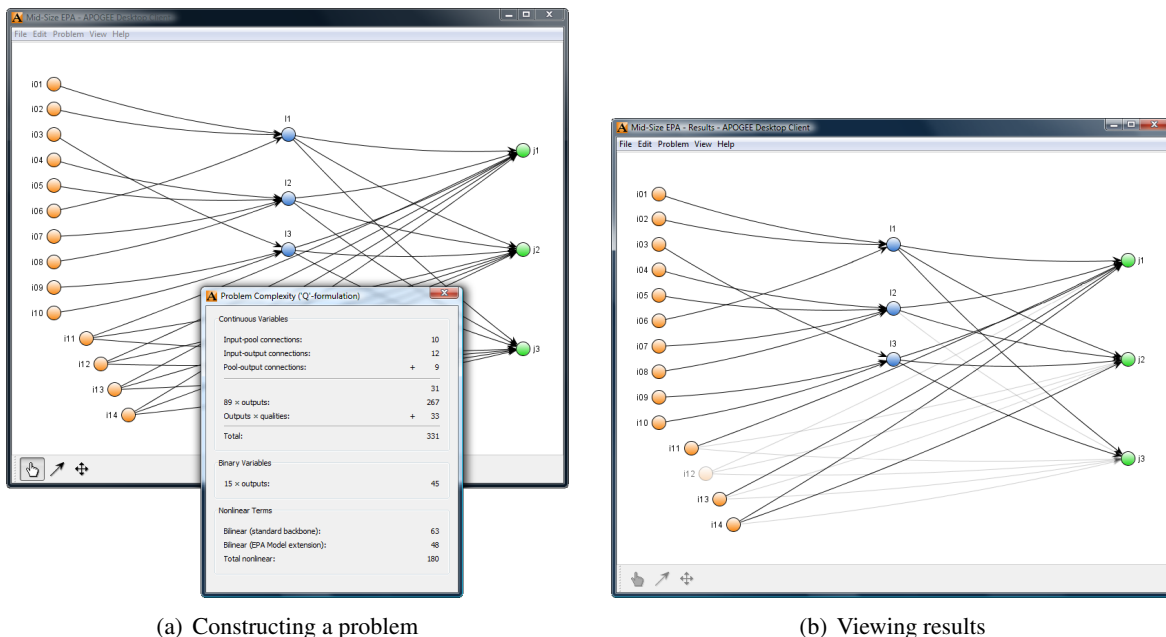 Mid-Size EPA - APOGEE Desktop Client
File Edit Problem View Help
i01
i02
i03
i04
i05
i06
i07
i08
i09
i10
i11
i12
i13
i14
l1
l2
l3
j1
j2
j3
Problem Complexity ('Q'-formulation)
Continuous Variables
Input-pool connections: 10
Input-output connections: 12
Pool-output connections: + 9
31
89 × outputs: 267
Outputs × qualities: + 33
Total: 331
Binary Variables
15 × outputs: 45
Nonlinear Terms
Bilinear (standard backbone): 63
Bilinear (EPA Model extension): 48
Total nonlinear: 180
(a) Constructing a problem
Mid-Size EPA - Results - APOGEE Desktop Client
File Edit Problem View Help
i01
i02
i03
i04
i05
i06
i07
i08
i09
i10
i11
i12
i13
i14
l1
l2
l3
j1
j2
j3
(b) Viewing results